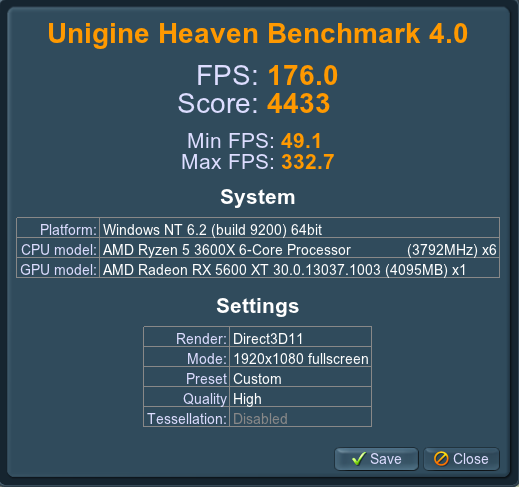 Unigine Heaven Benchmark 4.0
FPS: 176.0
Score: 4433
Min FPS: 49.1
Max FPS: 332.7
System
Platform: Windows NT 6.2 (build 9200) 64bit
CPU model: AMD Ryzen 5 3600X 6-Core Processor (3792MHz) x6
GPU model: AMD Radeon RX 5600 XT 30.0.13037.1003 (4095MB) x1
Settings
Render: Direct3D11
Mode: 1920x1080 fullscreen
Preset Custom
Quality High
Tessellation: Disabled
Save Close